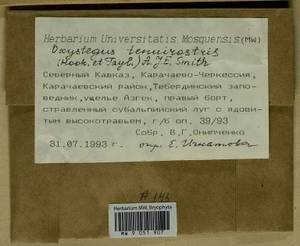 Herbarium Universitatis Mosquensis (MW)
Oxystegus tenuirostris
(Hook. et Tayl.) A.J.E. Smith
Северный Кавказ, Карачаево-Черкессия,
Карачаевский район, Тебердинский запо-
ведник, ущелье Азгек, правый борт,
стравленный субальпийский луг с ядови-
тым высокотравьем, г/б оп. 39/93
Собр. В.Г.Онипченко
31.07.1993 г. опр. Е. Игнатова
# 141
Herbarium MW, Bryophyta
MW 9 051 907